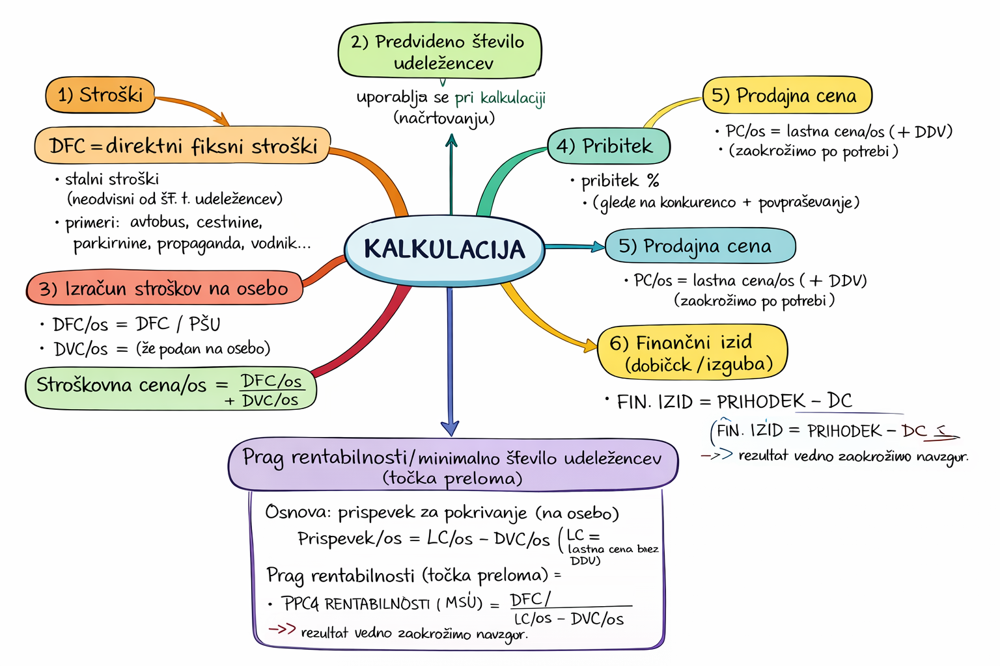 2) Predvideno število
udeležencev
uporablja se pri kalkulaciji
(načrtovanju)
1) Stroški
DFC = direktni fiksni stroški
• stalni stroški
(neodvisni od št. t. udeležencev)
• primeri: avtobus, cestnine,
parkirnine, propaganda, vodnik...
3) Izračun stroškov na osebo
• DFC/os = DFC / PŠU
• DVC/os = (že podan na osebo)
Stroškovna cena/os = DFC/os
+ DVC/os
KALKULACIJA
5) Prodajna cena
• PC/os = lastna cena/os (+ DDV)
• (zaokrožimo po potrebi)
4) Pribitek
• pribitek %
• (glede na konkurenco + povpraševanje)
5) Prodajna cena
• PC/os = lastna cena/os (+ DDV)
(zaokrožimo po potrebi)
6) Finančni izid
(dobičck / izguba)
• FIN. IZID = PRIHODEK – DC
(FIN. IZID = PRIHODEK – DC
rezultat vedno zaokrožimo navzgor.
Prag rentabilnosti/minimalno število udeležencev
(točka preloma)
Osnova: prispevek za pokrivanje (na osebo)
Prispevek/os = LC/os – DVC/os (LC =
lastna cena brez
DDV)
Prag rentabilnosti (točka preloma) =
• PPC4 RENTABILNOSTI (MSU) = DFC/
LC/os – DVC/os
rezultat vedno zaokrožimo navzgor.